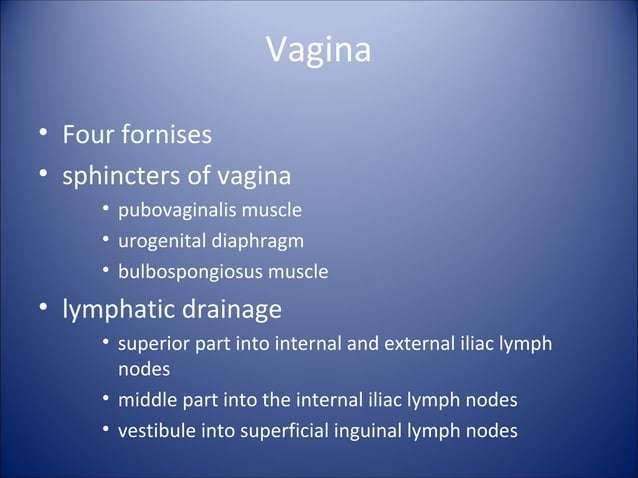 Vagina
• Four fornises
• sphincters of vagina
• pubovaginalis muscle
• urogenital diaphragm
• bulbospongiosus muscle
• lymphatic drainage
• superior part into internal and external iliac lymph
nodes
• middle part into the internal iliac lymph nodes
• vestibule into superficial inguinal lymph nodes